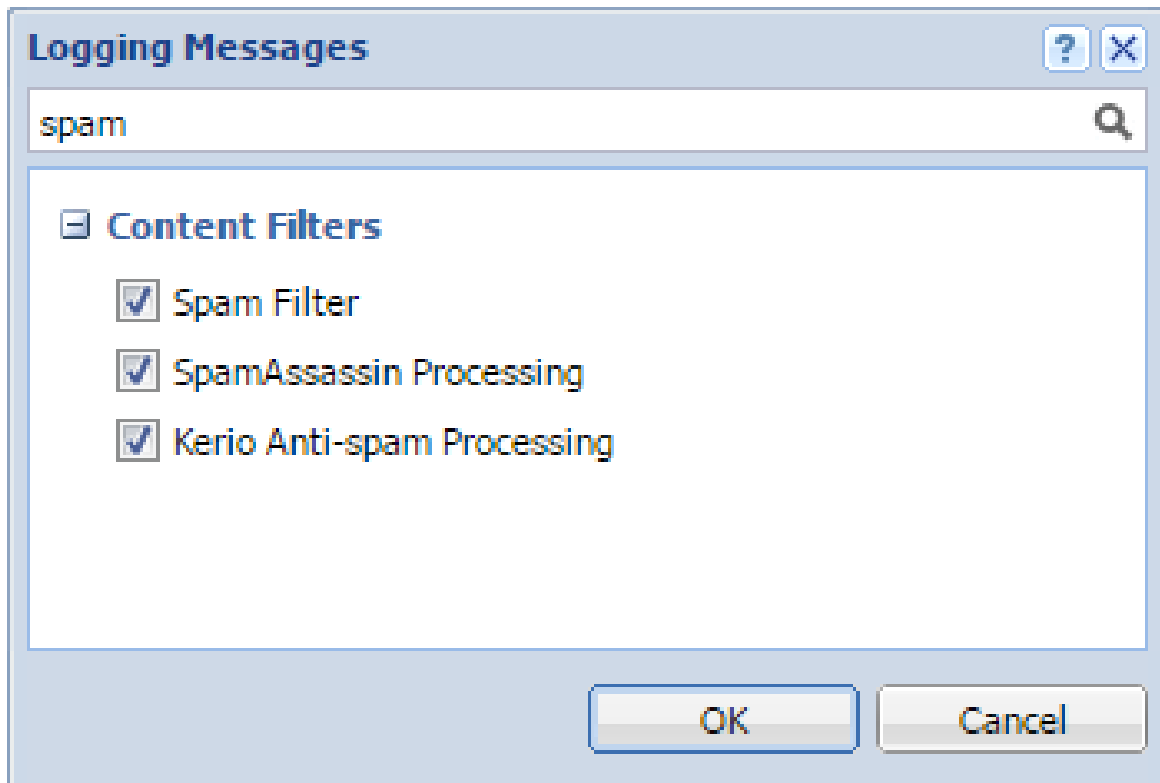 Logging Messages
spam
Content Filters
Spam Filter
SpamAssassin Processing
Kerio Anti-spam Processing
OK
Cancel